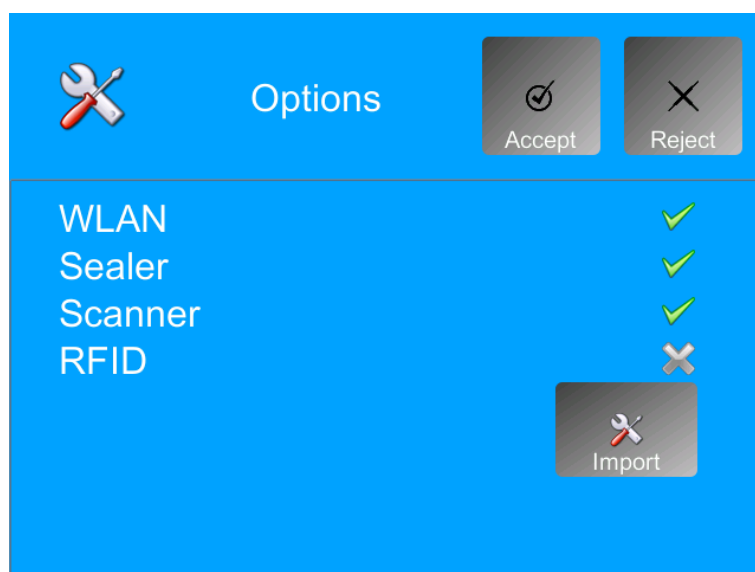 Options
Accept
Reject
WLAN
Sealer
Scanner
RFID
Import